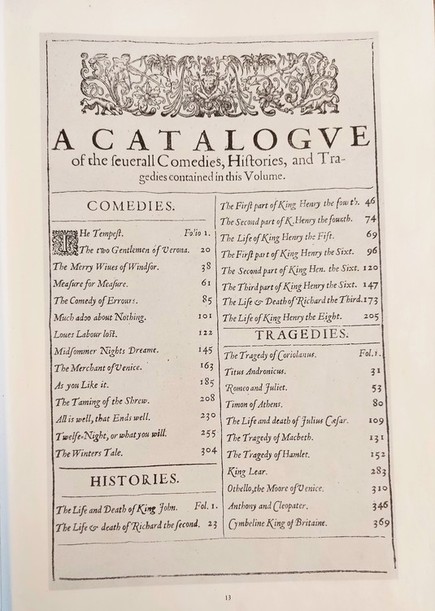 A CATALOGVE
of the ſeuerall Comedies, Hiſtories, and Tra-
gedies contained in this Volume.
COMEDIES.
The Tempeſt. Folio 1.
The two Gentlemen of Verona. 20
The Merry Wiues of Windſor. 38
Meaſure for Meaſure. 61
The Comedy of Errours. 85
Much adoo about Nothing. 101
Loues Labour loſt. 122
Midſommer Nights Dreame. 145
The Merchant of Venice. 163
As you Like it. 185
The Taming of the Shrew. 208
All is well, that Ends well. 230
Twelfe-Night, or what you will. 255
The Winters Tale. 304
HISTORIES.
The Life and Death of King John. Fol. 1.
The Life & death of Richard the ſecond. 23
The Firſt part of King Henry the fourt. 46
The Second part of K. Henry the fourth. 74
The Life of King Henry the Fift. 69
The Firſt part of King Henry the Sixt. 96
The Second part of King Hen. the Sixt. 120
The Third part of King Henry the Sixt. 147
The Life & Death of Richard the Third. 173
The Life of King Henry the Eight. 205
TRAGEDIES.
The Tragedy of Coriolanus. Fol. 1.
Titus Andronicus. 31
Romeo and Juliet. 53
Timon of Athens. 80
The Life and death of Julius Cæſar. 109
The Tragedy of Macbeth. 131
The Tragedy of Hamlet. 152
King Lear. 283
Othello, the Moore of Venice. 310
Anthony and Cleopater. 346
Cymbeline King of Britaine. 369
13